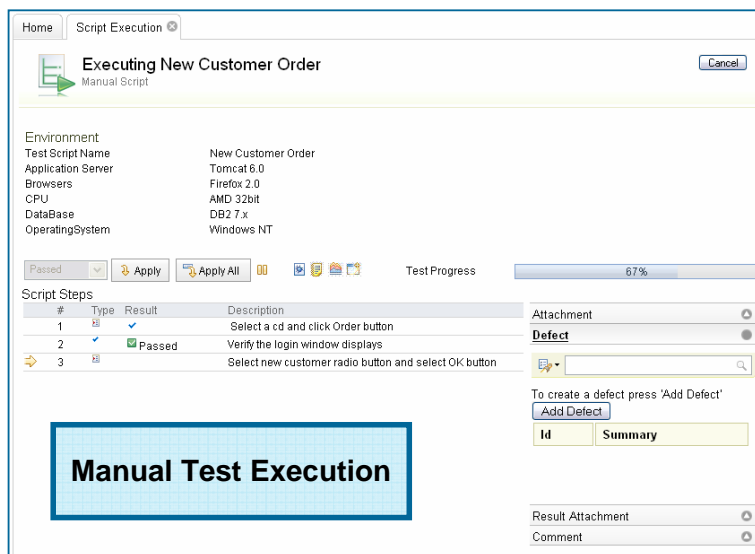 Home Script Execution
Executing New Customer Order
Manual Script
Cancel
Environment
Test Script Name New Customer Order
Application Server Tomcat 6.0
Browsers Firefox 2.0
CPU AMD 32bit
DataBase DB2 7.x
OperatingSystem Windows NT
Passed Apply Apply All Test Progress 67%
Script Steps
# Type Result Description
1 Select a cd and click Order button
2 Passed Verify the login window displays
3 Select new customer radio button and select OK button
Attachment
Defect
To create a defect press 'Add Defect'
Add Defect
Id Summary
Manual Test Execution
Result Attachment
Comment